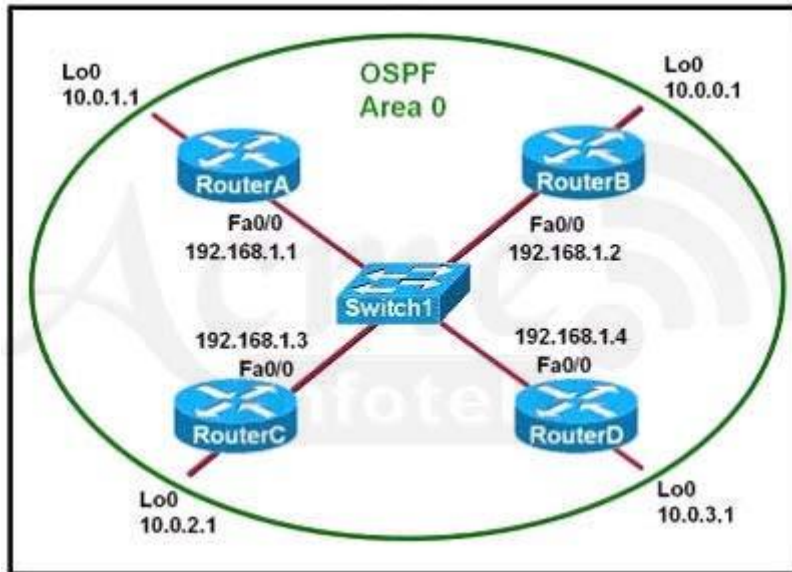 Lo0
10.0.1.1
OSPF
Area 0
Lo0
10.0.0.1
RouterA
RouterB
Fa0/0
192.168.1.1
Fa0/0
192.168.1.2
Switch1
192.168.1.3
Fa0/0
192.168.1.4
Fa0/0
RouterC
RouterD
Lo0
10.0.2.1
Lo0
10.0.3.1